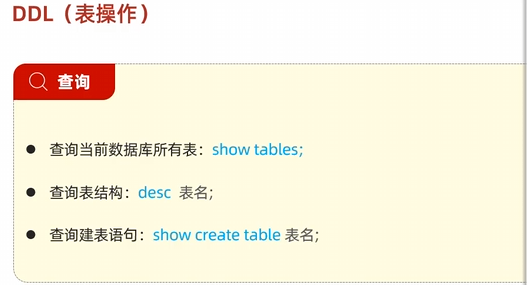 DDL（表操作）
查询
查询当前数据库所有表：show tables;
查询表结构：desc 表名;
查询建表语句：show create table 表名;